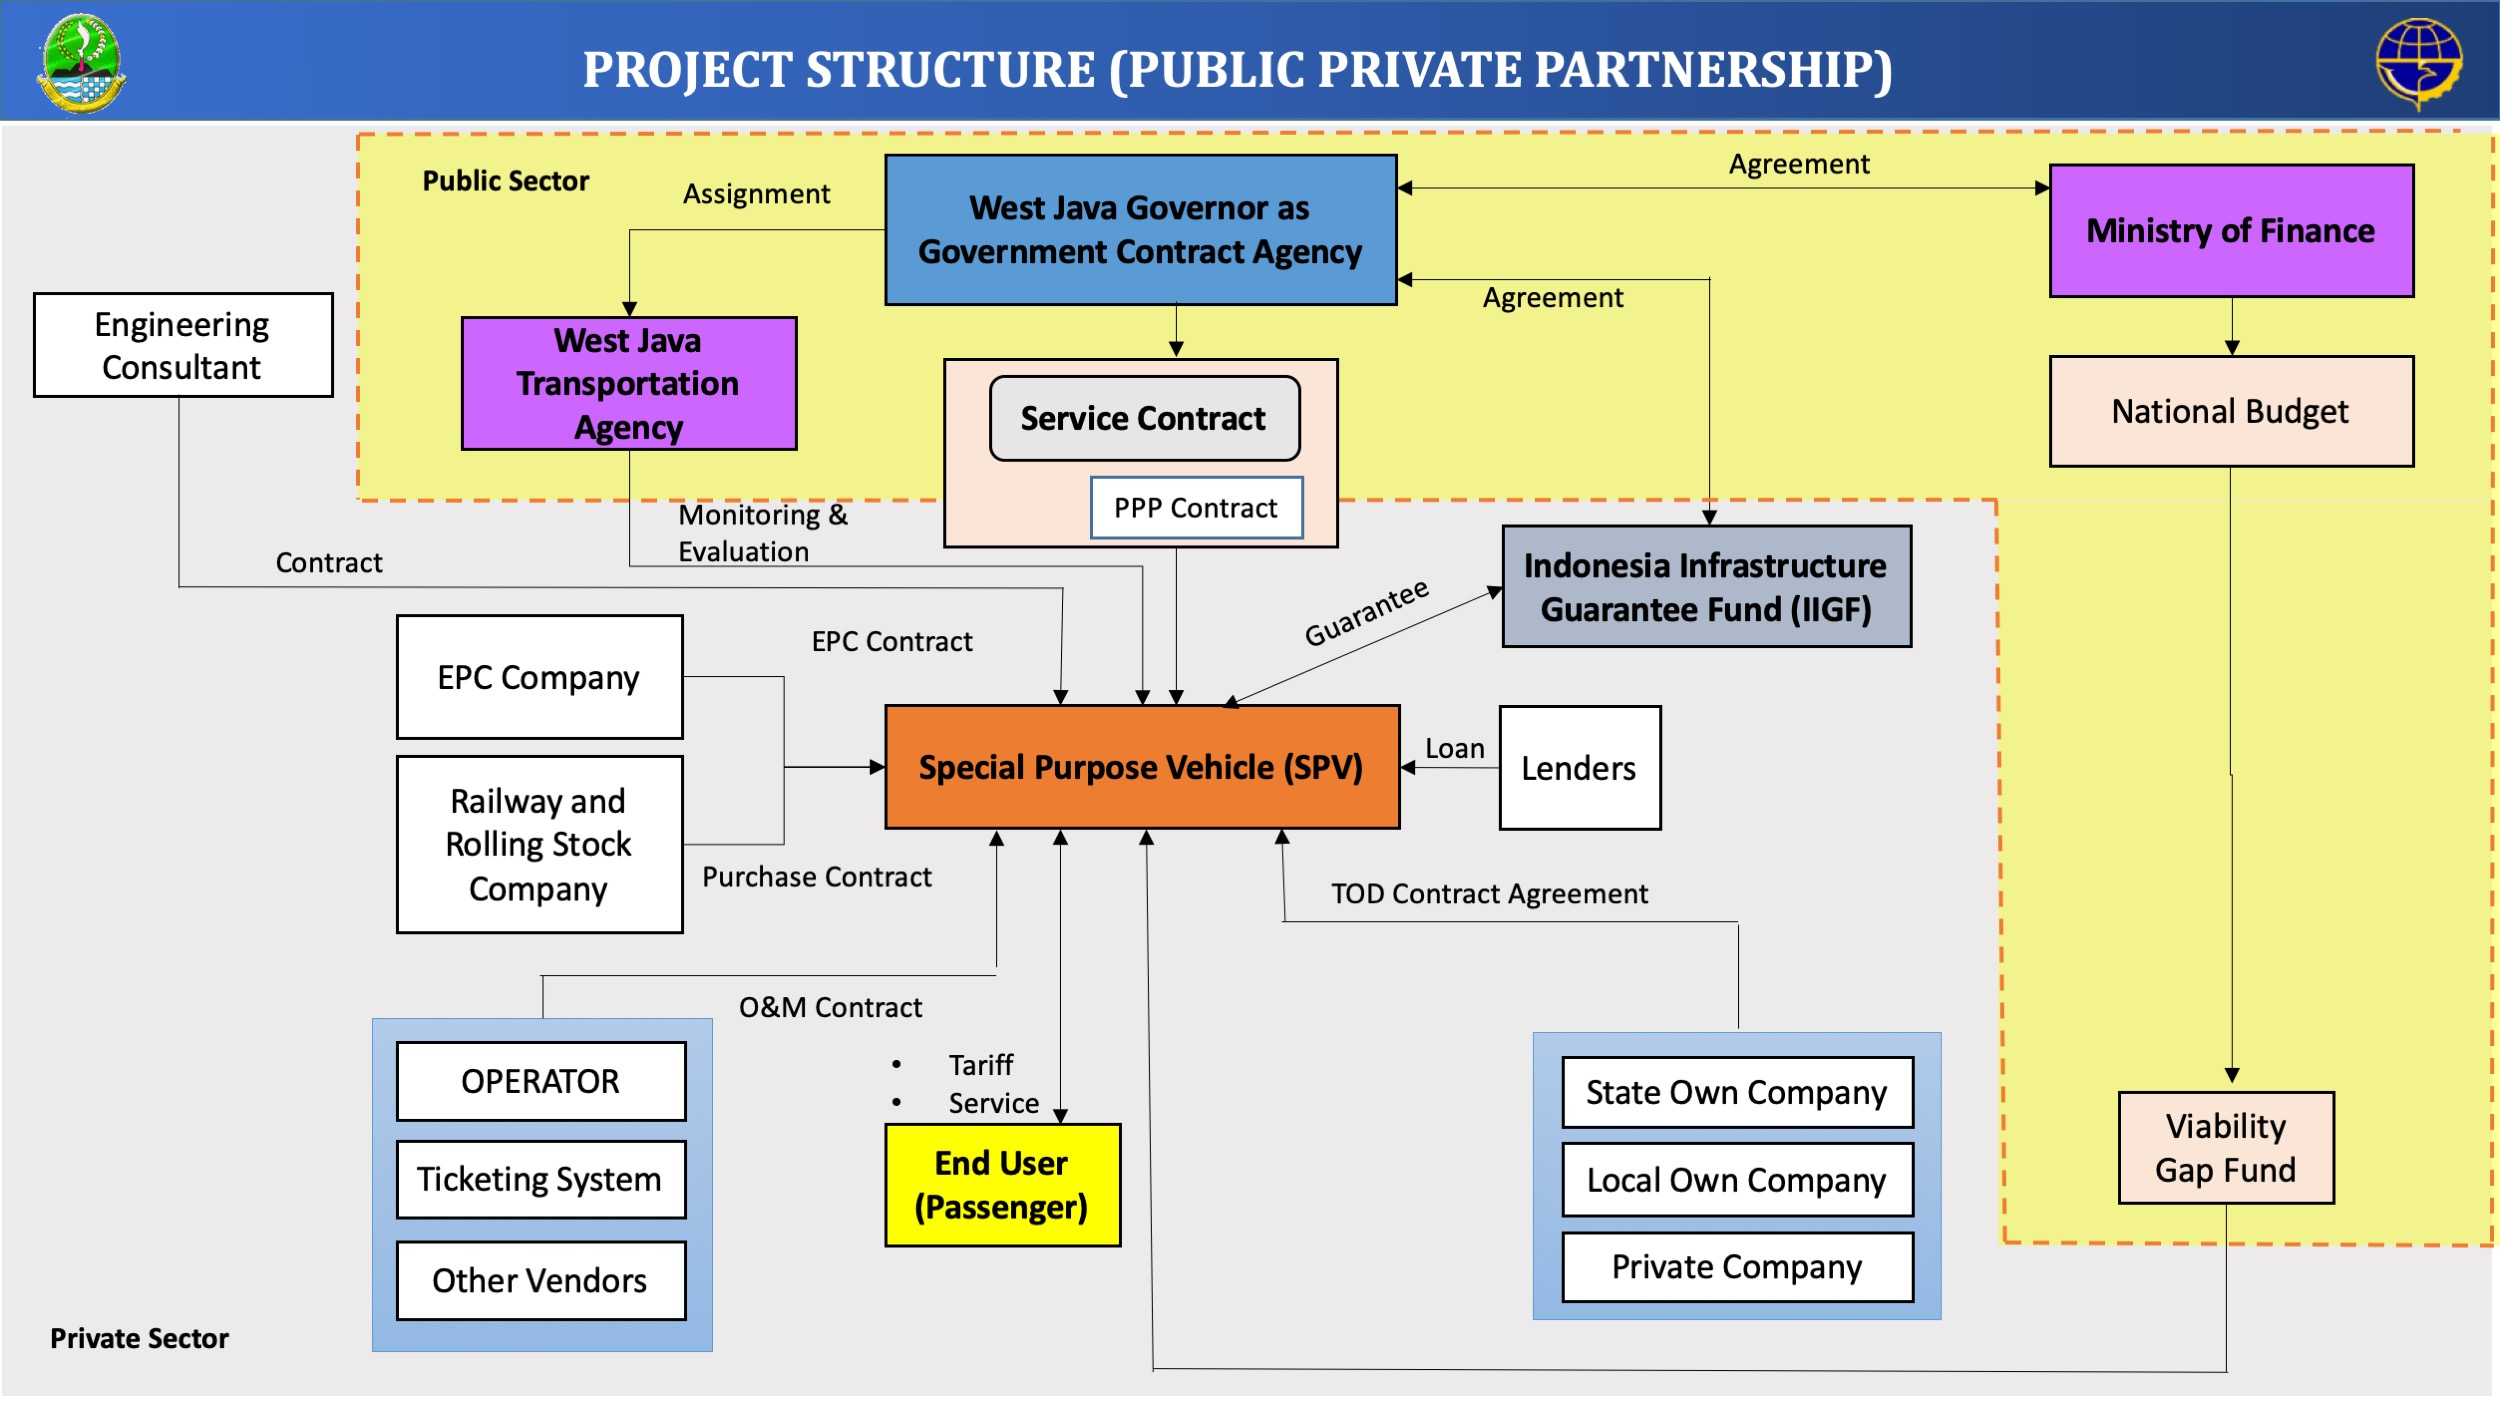 PROJECT STRUCTURE (PUBLIC PRIVATE PARTNERSHIP)
Public Sector
Assignment
West Java Governor as
Government Contract Agency
Agreement
Agreement
Ministry of Finance
Engineering
Consultant
West Java
Transportation
Agency
Service Contract
PPP Contract
National Budget
Monitoring &
Evaluation
Contract
Indonesia Infrastructure
Guarantee Fund (IIGF)
Guarantee
EPC Contract
EPC Company
Special Purpose Vehicle (SPV)
Loan
Lenders
Railway and
Rolling Stock
Company
Purchase Contract
TOD Contract Agreement
O&M Contract
• Tariff
• Service
OPERATOR
Ticketing System
Other Vendors
End User
(Passenger)
State Own Company
Local Own Company
Private Company
Viability
Gap Fund
Private Sector